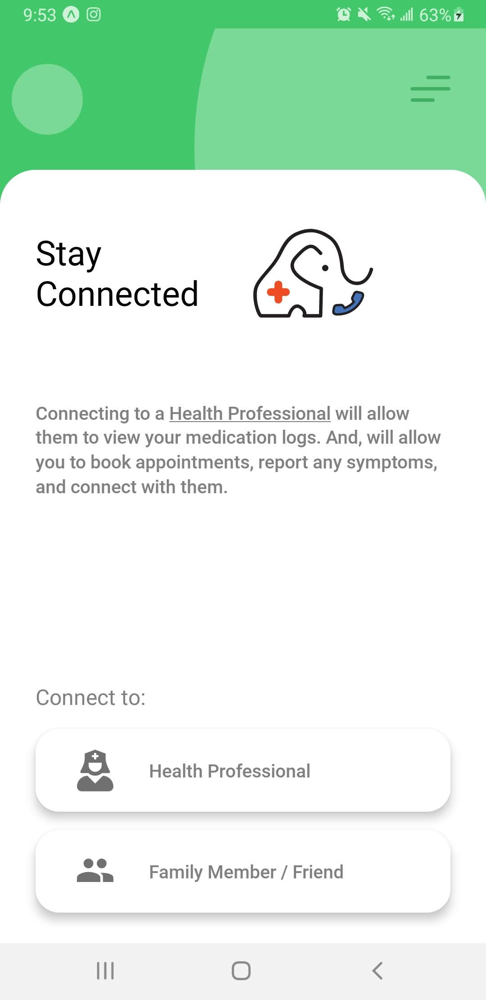 9:53 63%
Stay
Connected
Connecting to a Health Professional will allow
them to view your medication logs. And, will allow
you to book appointments, report any symptoms,
and connect with them.
Connect to:
Health Professional
Family Member / Friend